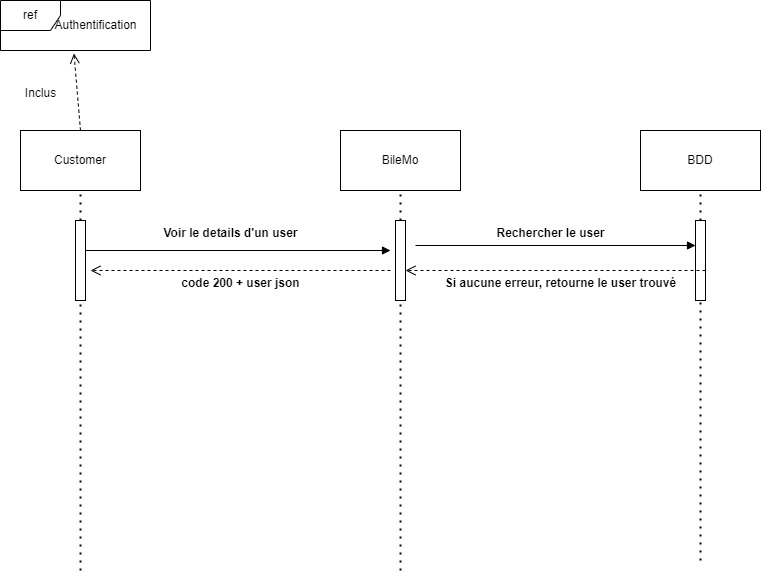 ref
Authentification
Inclus
Customer
BileMo
BDD
Voir le details d'un user
Rechercher le user
code 200 + user json
Si aucune erreur, retourne le user trouvé